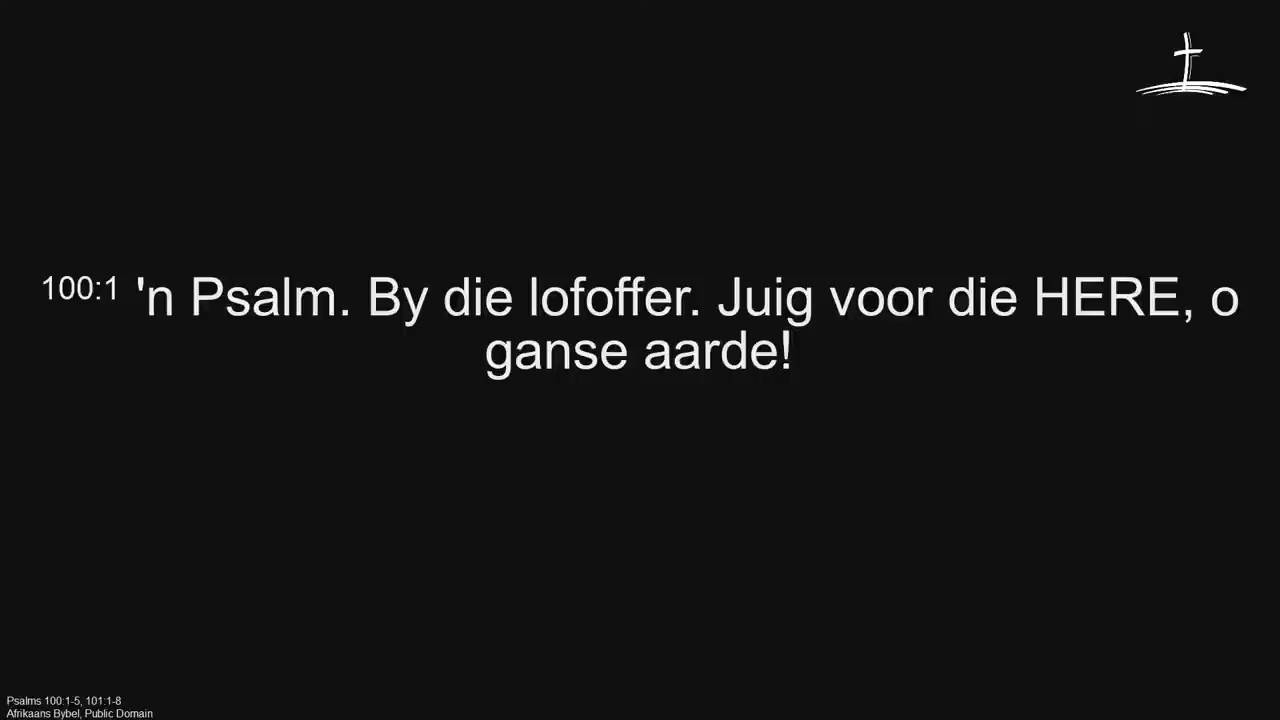 100:1 'n Psalm. By die lofoffer. Juig voor die HERE, o
ganse aarde!
Psalms 100:1-5, 101:1-8
Afrikaans Bybel, Public Domain